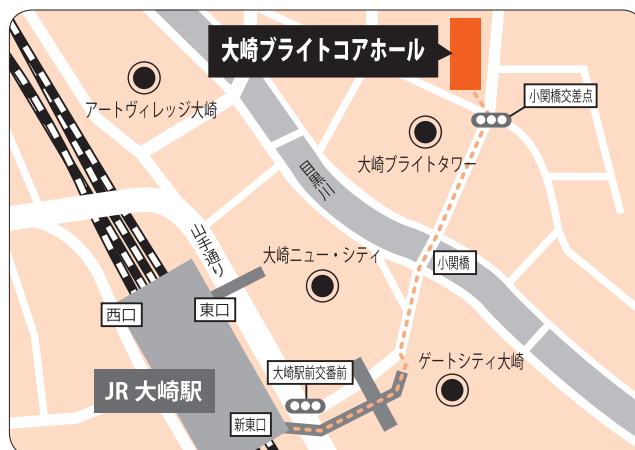 大崎ブライトコアホール
小関橋交差点
アートヴィレッジ大崎
大崎ブライトタワー
目黒川
山手通り
大崎ニュー・シティ
小関橋
西口
東口
ゲートシティ大崎
大崎駅前交番前
JR 大崎駅
新東口